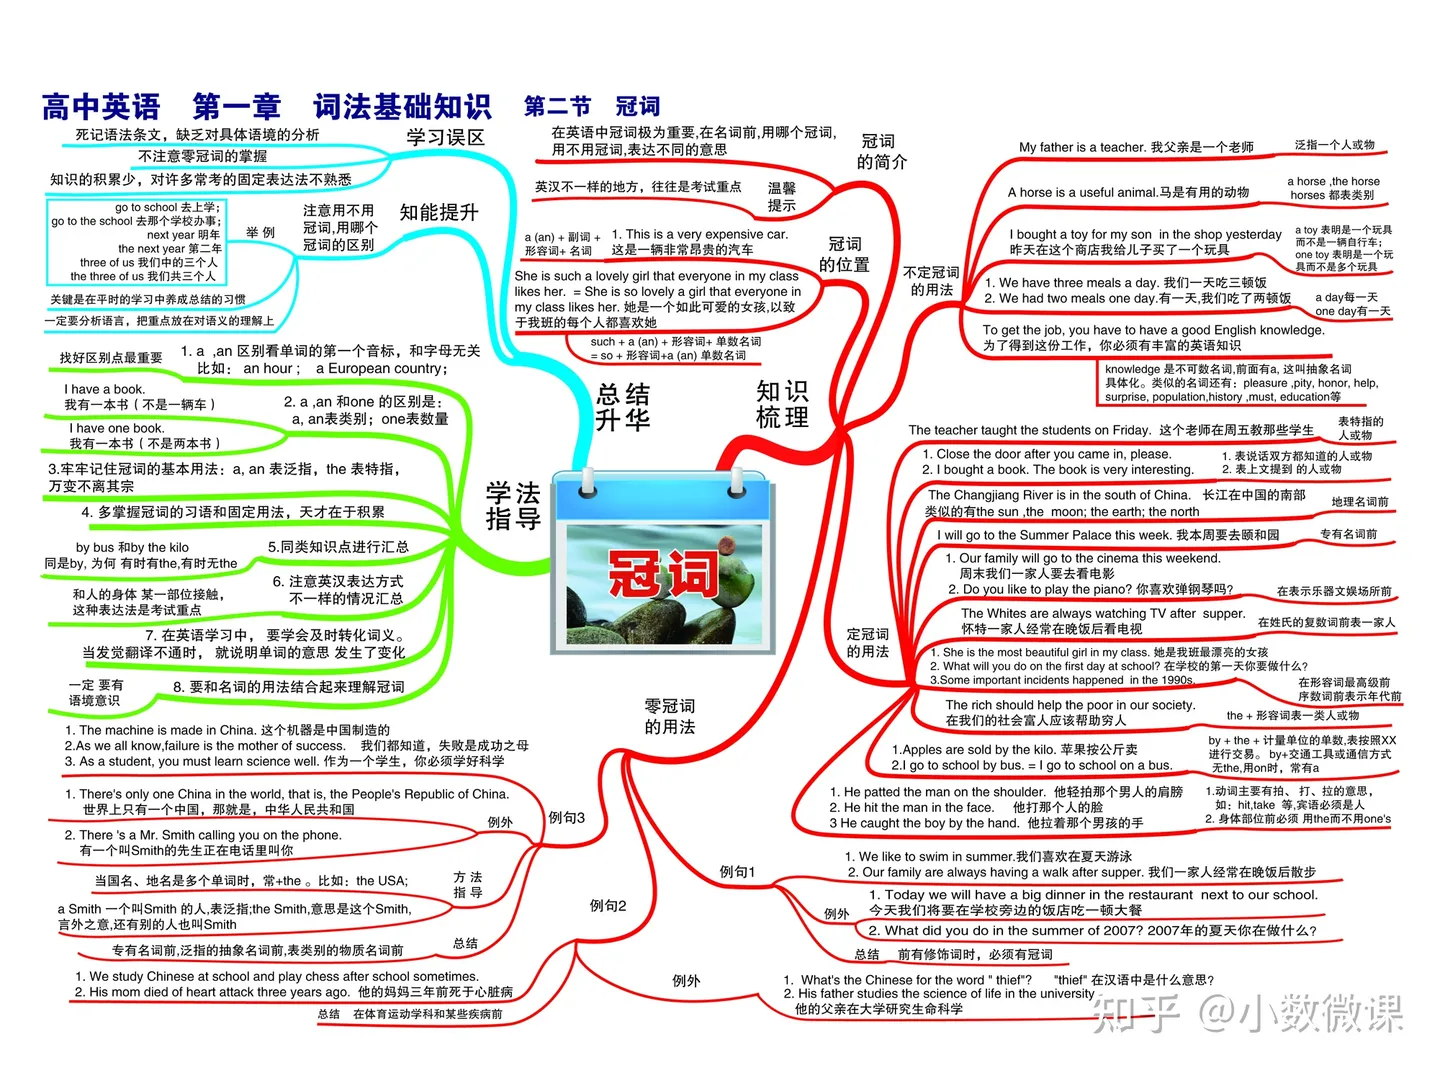 高中英语 第一章 词法基础知识 第二节 冠词
学习误区
死记语法条文，缺乏对具体语境的分析
不注意零冠词的掌握
知识的积累少，对许多常考的固定表达法不熟悉
知能提升
注意用不用
冠词,用哪个
冠词的区别
举 例
go to school 去上学；
go to the school 去那个学校办事；
next year 明年
the next year 第二年
three of us 我们中的三个人
the three of us 我们共三个人
关键是在平时的学习中养成总结的习惯
一定要分析语言，把重点放在对语义的理解上
总 结
升 华
学 法
指 导
1. a ,an 区别看单词的第一个音标，和字母无关
比如： an hour ； a European country；
找好区别点最重要
2. a ,an 和one 的区别是：
a, an表类别；one表数量
I have a book.
我有一本书（不是一辆车）
I have one book.
我有一本书（不是两本书）
3.牢牢记住冠词的基本用法：a, an 表泛指，the 表特指，
万变不离其宗
4. 多掌握冠词的习语和固定用法，天才在于积累
5.同类知识点进行汇总
by bus 和by the kilo
同是by, 为何 有时有the,有时无the
6. 注意英汉表达方式
不一样的情况汇总
和人的身体 某一部位接触，
这种表达法是考试重点
7. 在英语学习中， 要学会及时转化词义。
当发觉翻译不通时， 就说明单词的意思 发生了变化
8. 要和名词的用法结合起来理解冠词
一定 要有
语境意识
冠词
知 识
梳 理
冠词
的简介
在英语中冠词极为重要,在名词前,用哪个冠词,
用不用冠词,表达不同的意思
温馨
提示
英汉不一样的地方，往往是考试重点
冠词
的位置
1. This is a very expensive car.
这是一辆非常昂贵的汽车
a (an) + 副词 +
形容词+ 名词
She is such a lovely girl that everyone in my class
likes her. = She is so lovely a girl that everyone in
my class likes her. 她是一个如此可爱的女孩,以致
于我班的每个人都喜欢她
such + a (an) + 形容词+ 单数名词
= so + 形容词+a (an) 单数名词
不定冠词
的用法
My father is a teacher. 我父亲是一个老师
泛指一个人或物
A horse is a useful animal.马是有用的动物
a horse ,the horse
horses 都表类别
I bought a toy for my son in the shop yesterday
昨天在这个商店我给儿子买了一个玩具
a toy 表明是一个玩具
而不是一辆自行车；
one toy 表明是一个玩
具而不是多个玩具
1. We have three meals a day. 我们一天吃三顿饭
2. We had two meals one day.有一天,我们吃了两顿饭
a day每一天
one day有一天
To get the job, you have to have a good English knowledge.
为了得到这份工作，你必须有丰富的英语知识
knowledge 是不可数名词,前面有a, 这叫抽象名词
具体化。类似的名词还有：pleasure ,pity, honor, help,
surprise, population,history ,must, education等
定冠词
的用法
The teacher taught the students on Friday. 这个老师在周五教那些学生
表特指的
人或物
1. Close the door after you came in, please.
2. I bought a book. The book is very interesting.
1. 表说话双方都知道的人或物
2. 表上文提到 的人或物
The Changjiang River is in the south of China. 长江在中国的南部
类似的有the sun ,the moon; the earth; the north
地理名词前
I will go to the Summer Palace this week. 我本周要去颐和园
专有名词前
1. Our family will go to the cinema this weekend.
周末我们一家人要去看电影
2. Do you like to play the piano? 你喜欢弹钢琴吗?
在表示乐器文娱场所前
The Whites are always watching TV after supper.
怀特一家人经常在晚饭后看电视
在姓氏的复数词前表一家人
1. She is the most beautiful girl in my class. 她是我班最漂亮的女孩
2. What will you do on the first day at school? 在学校的第一天你要做什么?
3.Some important incidents happened in the 1990s.
在形容词最高级前
序数词前表示年代前
The rich should help the poor in our society.
在我们的社会富人应该帮助穷人
the + 形容词表一类人或物
1.Apples are sold by the kilo. 苹果按公斤卖
2.I go to school by bus. = I go to school on a bus.
by + the + 计量单位的单数,表按照XX
进行交易。 by+交通工具或通信方式
无the,用on时，常有a
1. He patted the man on the shoulder. 他轻拍那个男人的肩膀
2. He hit the man in the face. 他打那个人的脸
3 He caught the boy by the hand. 他拉着那个男孩的手
1.动词主要有拍、 打、拉的意思，
如：hit,take 等,宾语必须是人
2. 身体部位前必须 用the而不用one's
零冠词
的用法
例句1
1. We like to swim in summer.我们喜欢在夏天游泳
2. Our family are always having a walk after supper. 我们一家人经常在晚饭后散步
例外
1. Today we will have a big dinner in the restaurant next to our school.
今天我们将要在学校旁边的饭店吃一顿大餐
2. What did you do in the summer of 2007? 2007年的夏天你在做什么?
总结 前有修饰词时，必须有冠词
例句2
1. We study Chinese at school and play chess after school sometimes.
2. His mom died of heart attack three years ago. 他的妈妈三年前死于心脏病
总结 在体育运动学科和某些疾病前
例外
1. What's the Chinese for the word " thief"? "thief" 在汉语中是什么意思?
2. His father studies the science of life in the university
他的父亲在大学研究生命科学
例句3
1. The machine is made in China. 这个机器是中国制造的
2.As we all know,failure is the mother of success. 我们都知道，失败是成功之母
3. As a student, you must learn science well. 作为一个学生，你必须学好科学
例外
1. There's only one China in the world, that is, the People's Republic of China.
世界上只有一个中国，那就是，中华人民共和国
2. There 's a Mr. Smith calling you on the phone.
有一个叫Smith的先生正在电话里叫你
方 法
指 导
当国名、地名是多个单词时，常+the 。比如：the USA;
a Smith 一个叫Smith 的人,表泛指;the Smith,意思是这个Smith,
言外之意,还有别的人也叫Smith
总结
专有名词前,泛指的抽象名词前,表类别的物质名词前
知乎 @小数微课